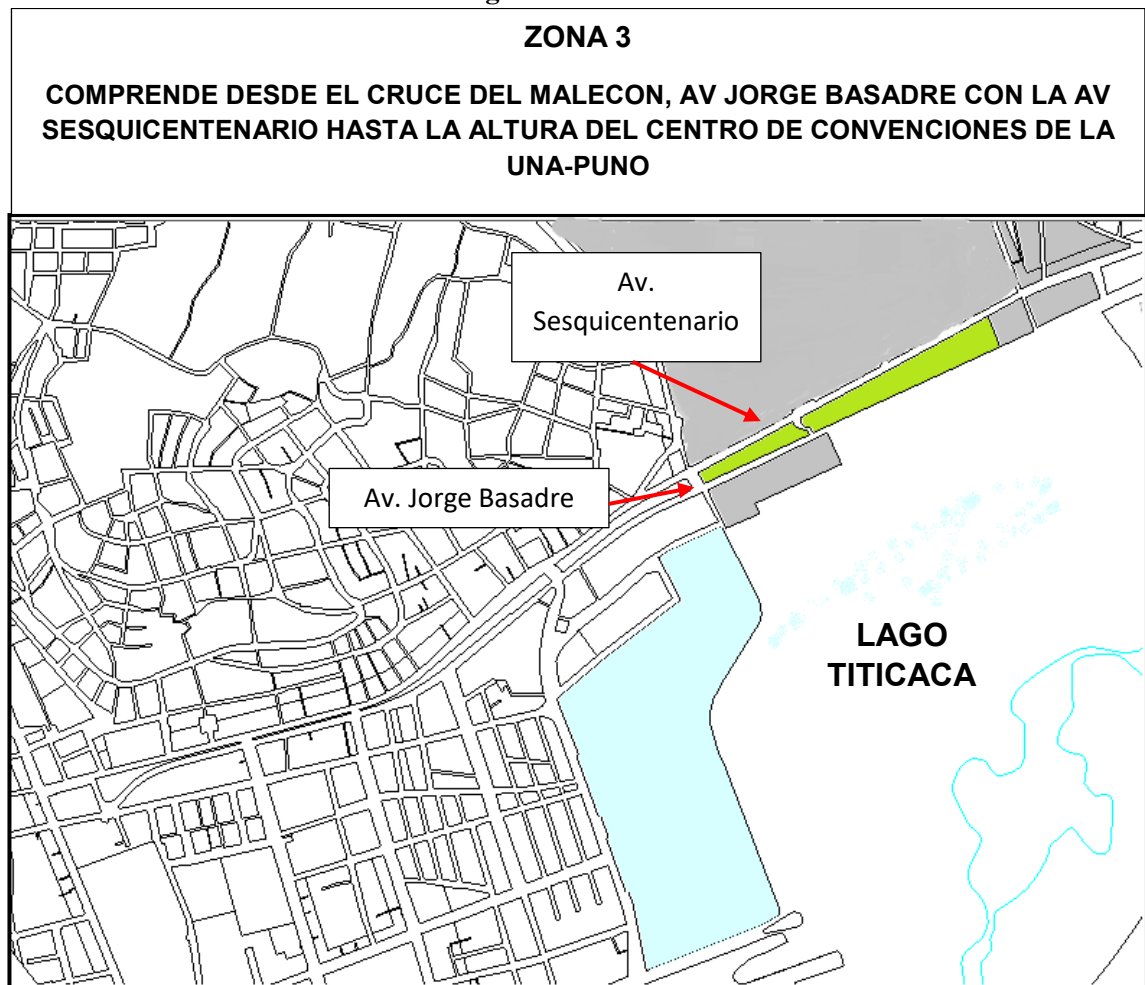 ZONA 3
COMPRENDE DESDE EL CRUCE DEL MALECON, AV JORGE BASADRE CON LA AV
SESQUICENTENARIO HASTA LA ALTURA DEL CENTRO DE CONVENCIONES DE LA
UNA-PUNO
Av.
Sesquicentenario
Av. Jorge Basadre
LAGO
TITICACA